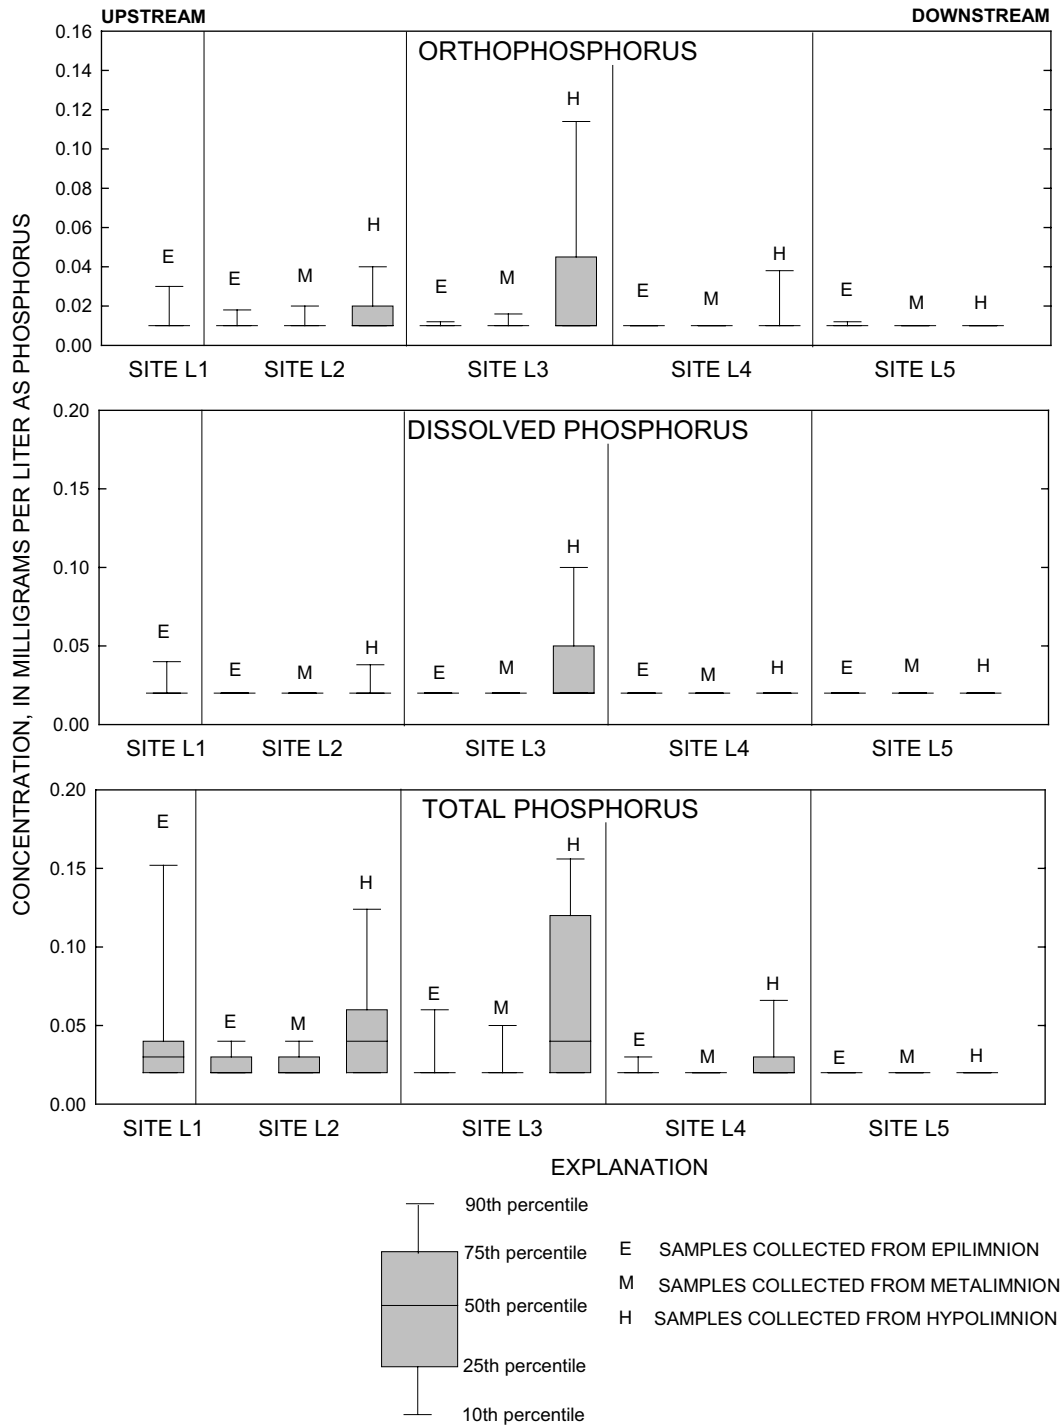 UPSTREAM DOWNSTREAM
CONCENTRATION, IN MILLIGRAMS PER LITER AS PHOSPHORUS
ORTHOPHOSPHORUS
0.16
0.14
0.12
0.10
0.08
0.06
0.04
0.02
0.00
E E M H E M H E M H E M H
SITE L1 SITE L2 SITE L3 SITE L4 SITE L5
DISSOLVED PHOSPHORUS
0.20
0.15
0.10
0.05
0.00
E E M H E M H E M H E M H
SITE L1 SITE L2 SITE L3 SITE L4 SITE L5
TOTAL PHOSPHORUS
0.20
0.15
0.10
0.05
0.00
E E M H E M H E M H E M H
SITE L1 SITE L2 SITE L3 SITE L4 SITE L5
EXPLANATION
90th percentile
75th percentile
50th percentile
25th percentile
10th percentile
E SAMPLES COLLECTED FROM EPILIMNION
M SAMPLES COLLECTED FROM METALIMNION
H SAMPLES COLLECTED FROM HYPOLIMNION